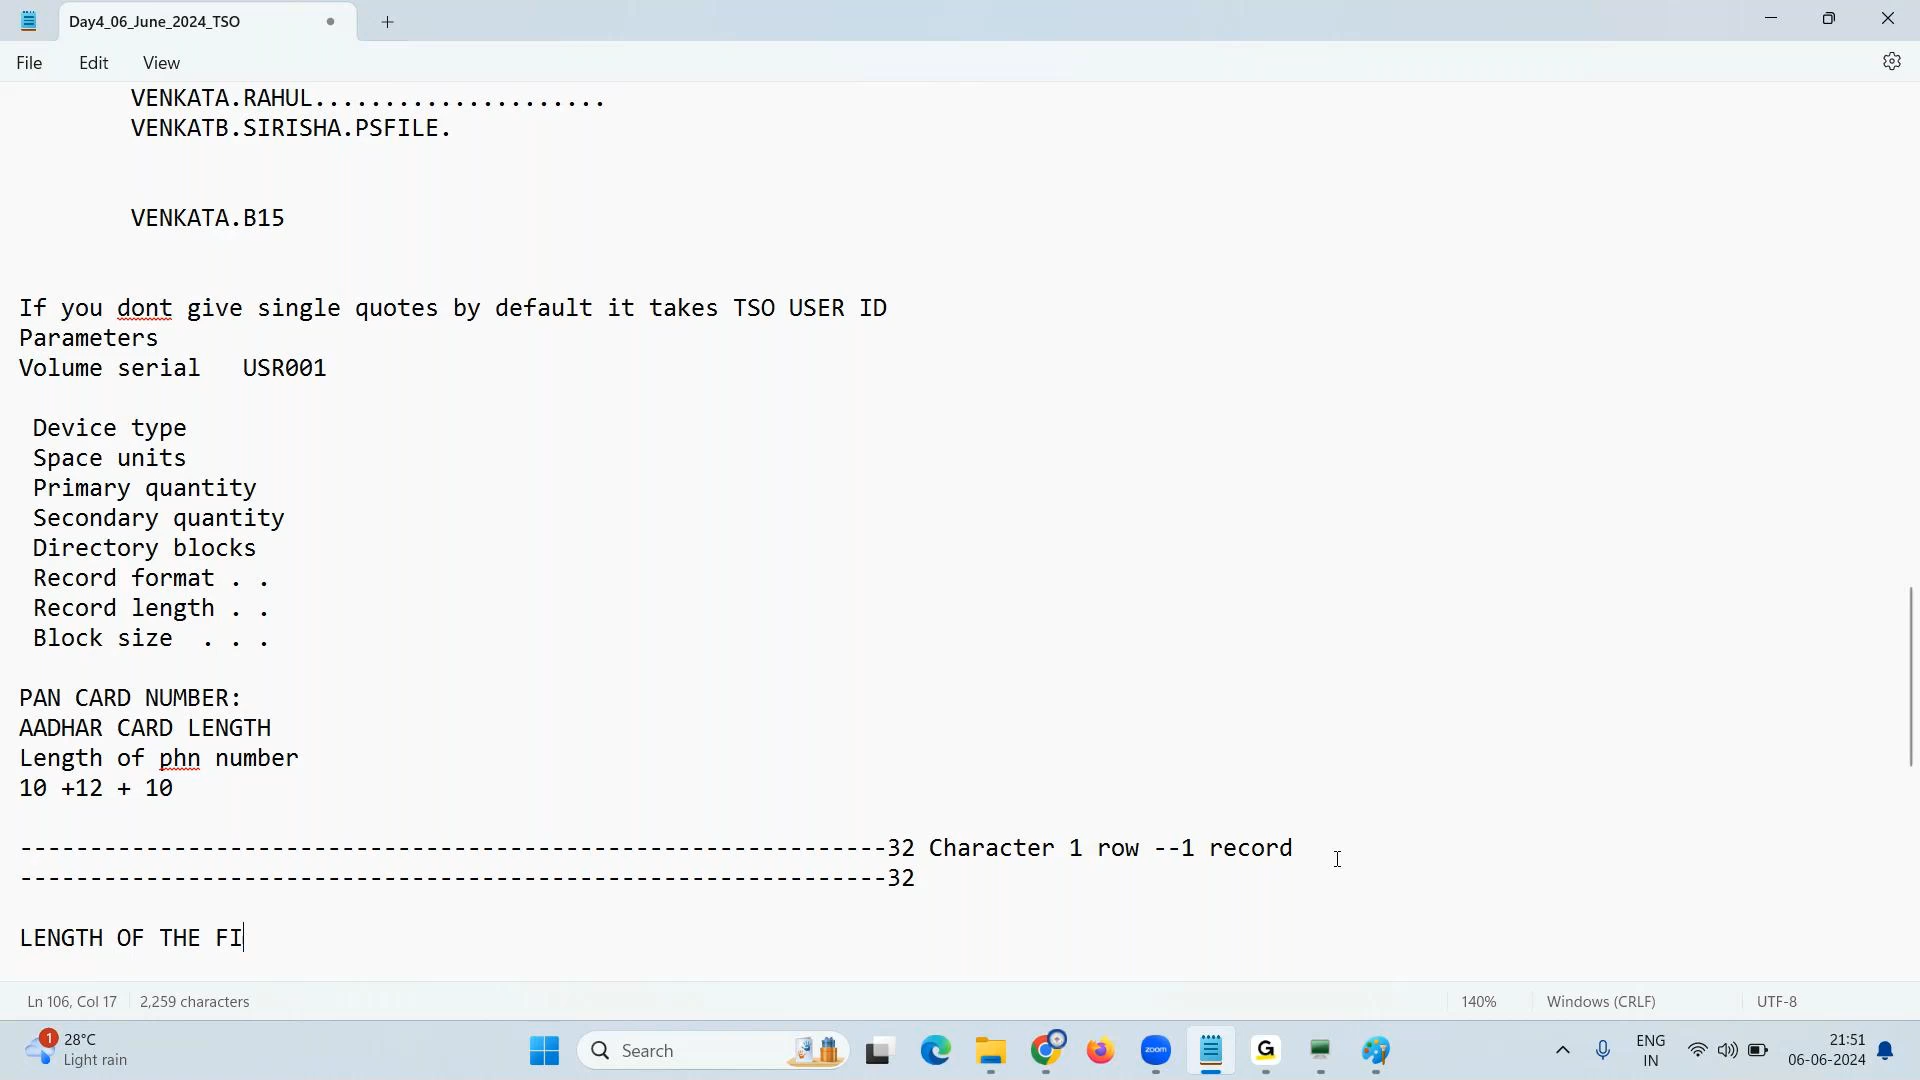 Day4_06_June_2024_TSO
File Edit View
VENKATA.RAHUL.....................
VENKATB.SIRISHA.PSFILE.
VENKATA.B15
If you dont give single quotes by default it takes TSO USER ID
Parameters
Volume serial   USR001
Device type
Space units
Primary quantity
Secondary quantity
Directory blocks
Record format . .
Record length . .
Block size  . . .
PAN CARD NUMBER:
AADHAR CARD LENGTH
Length of phn number
10 +12 + 10
--------------------------------------------------------------32 Character 1 row --1 record
--------------------------------------------------------------32
LENGTH OF THE FI
Ln 106, Col 17 2,259 characters 140% Windows (CRLF) UTF-8
1 28°C
Light rain
Search
zoom
G
ENG
IN
21:51
06-06-2024